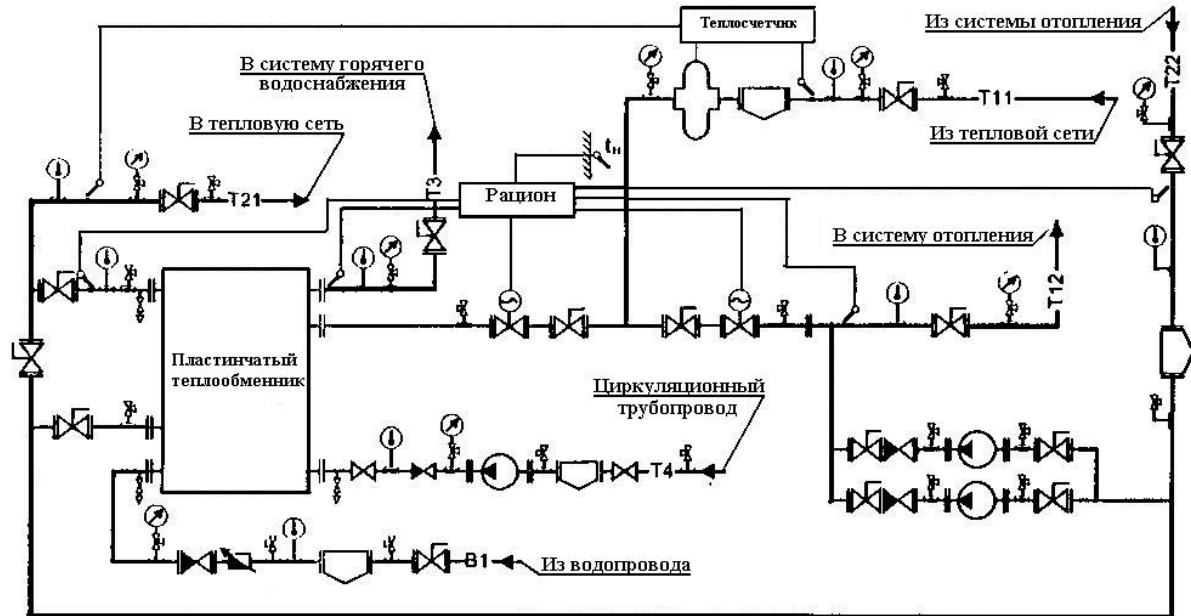 Теплосчетчик
Из системы отопления
В систему горячего
водоснабжения
T22
В тепловую сеть
T11
Из тепловой сети
tн
T3
Рацион
T21
В систему отопления
T12
Пластинчатый
теплообменник
Циркуляционный
трубопровод
T4
B1
Из водопровода